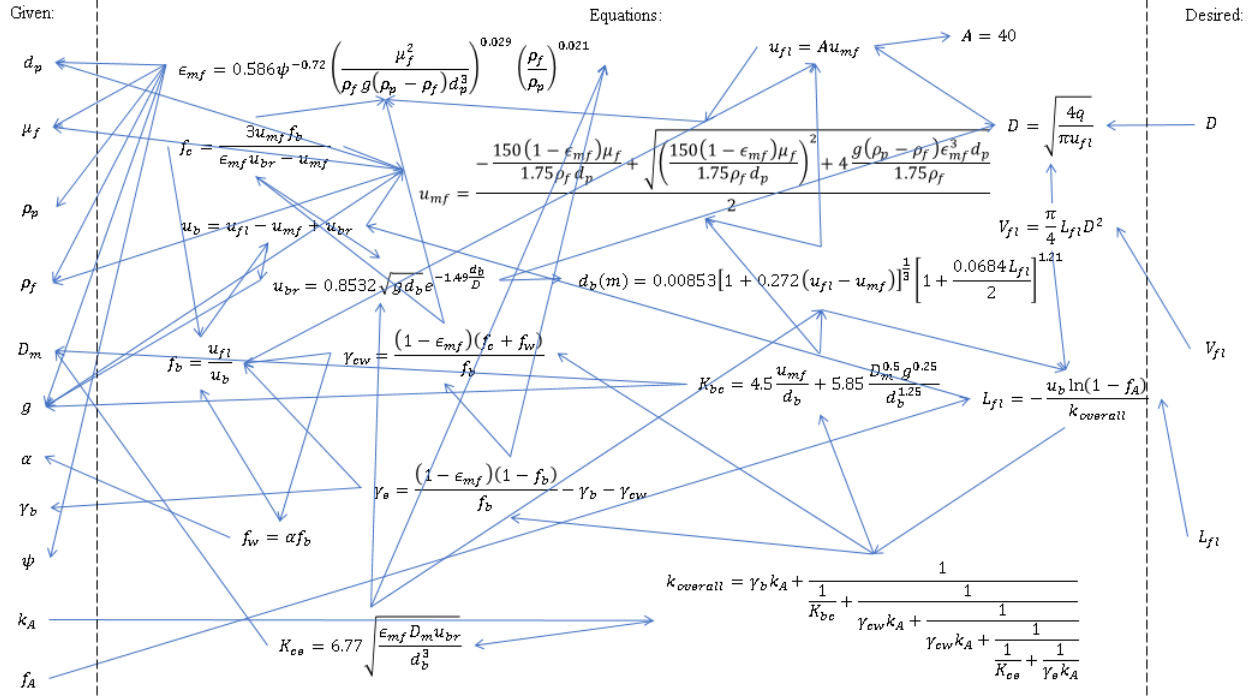 Given: Equations: Desired:
d_p
μ_f
ρ_p
ρ_f
D_m
g
α
γ_b
ψ
k_A
f_A
ϵ_mf = 0.586ψ^-0.72 (μ_f^2 / (ρ_f g(ρ_p − ρ_f)d_p^3))^0.029 (ρ_f / ρ_p)^0.021
u_fl = Au_mf
A = 40
f_c = 3u_mf f_b / (ϵ_mf u_br − u_mf)
u_mf = (−150(1 − ϵ_mf)μ_f / (1.75ρ_f d_p) + √((150(1 − ϵ_mf)μ_f / (1.75ρ_f d_p))^2 + 4 g(ρ_p − ρ_f)ϵ_mf^3 d_p / (1.75ρ_f))) / 2
D = √(4q / (πu_fl))
u_b = u_fl − u_mf + u_br
V_fl = π/4 L_fl D^2
u_br = 0.8532√(gd_b) e^(−1.49 d_b/D)
d_b(m) = 0.00853[1 + 0.272(u_fl − u_mf)]^(1/3) [1 + 0.0684L_fl / 2]^1.21
f_b = u_fl / u_b
γ_cw = (1 − ϵ_mf)(f_c + f_w) / f_b
K_bc = 4.5 u_mf / d_b + 5.85 D_m^0.5 g^0.25 / d_b^1.25
L_fl = − u_b ln(1 − f_A) / k_overall
γ_e = (1 − ϵ_mf)(1 − f_b) / f_b − γ_b − γ_cw
f_w = αf_b
k_overall = γ_b k_A + 1 / (1/K_bc + 1 / (γ_cw k_A + 1 / (γ_cw k_A + 1 / (1/K_ce + 1/(γ_e k_A)))))
K_ce = 6.77 √(ϵ_mf D_m u_br / d_b^3)
D
V_fl
L_fl